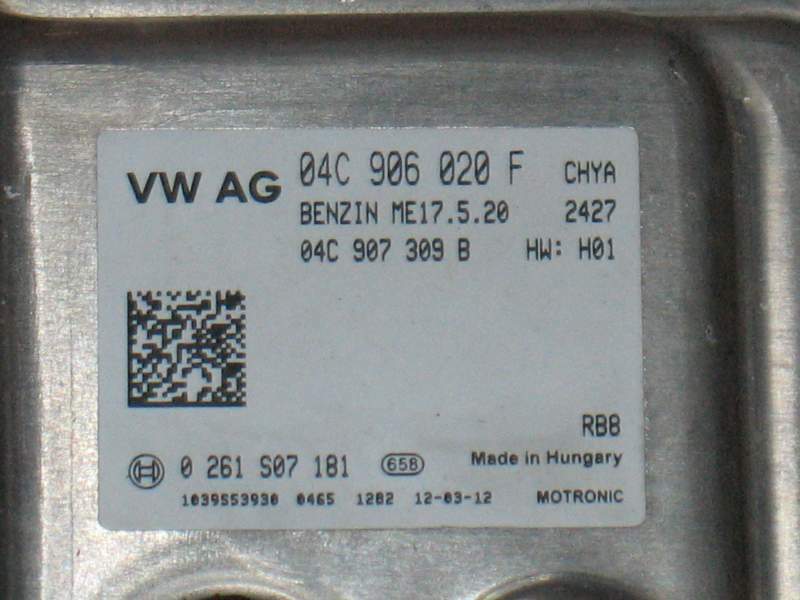 VW AG 04C 906 020 F CHYA
BENZIN ME17.5.20 2427
04C 907 309 B HW: H01
RB8
0 261 S07 181 658 Made in Hungary
1039S53930 0465 1282 12-03-12 MOTRONIC